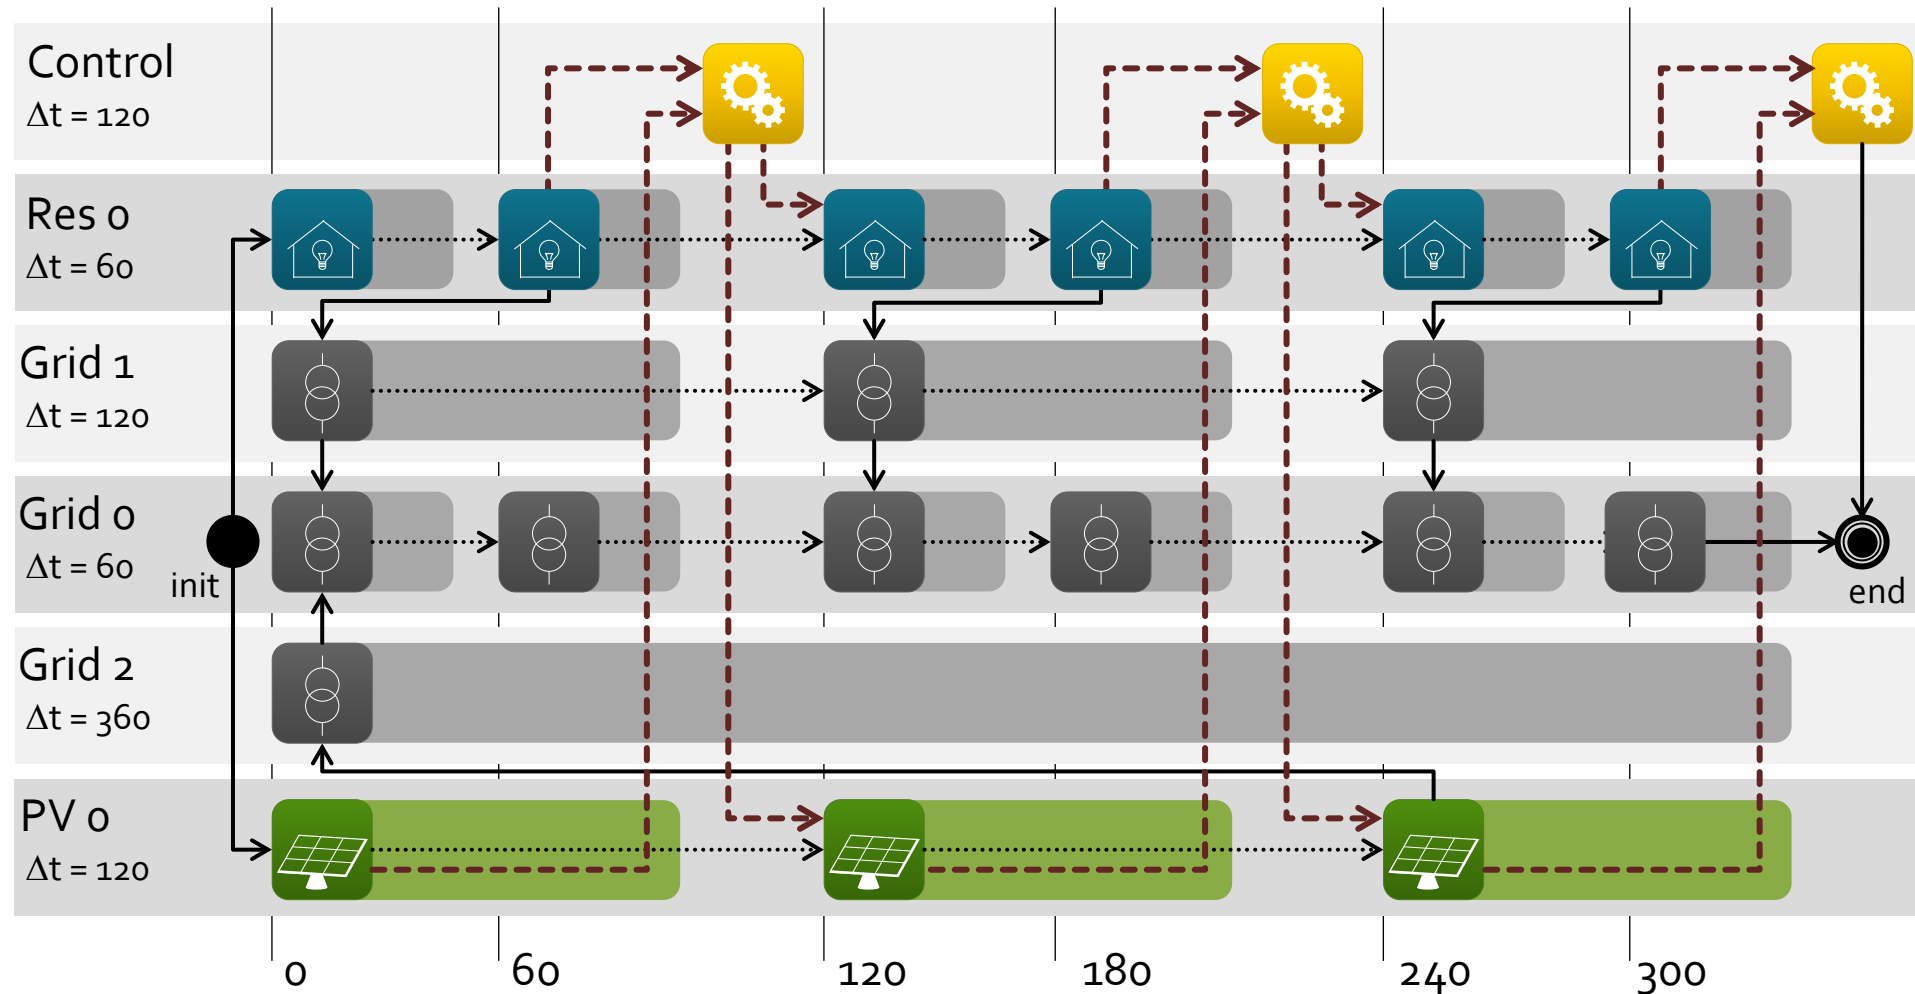 Control
Δt = 120
Res 0
Δt = 60
Grid 1
Δt = 120
Grid 0
Δt = 60
init
end
Grid 2
Δt = 360
PV 0
Δt = 120
0 60 120 180 240 300